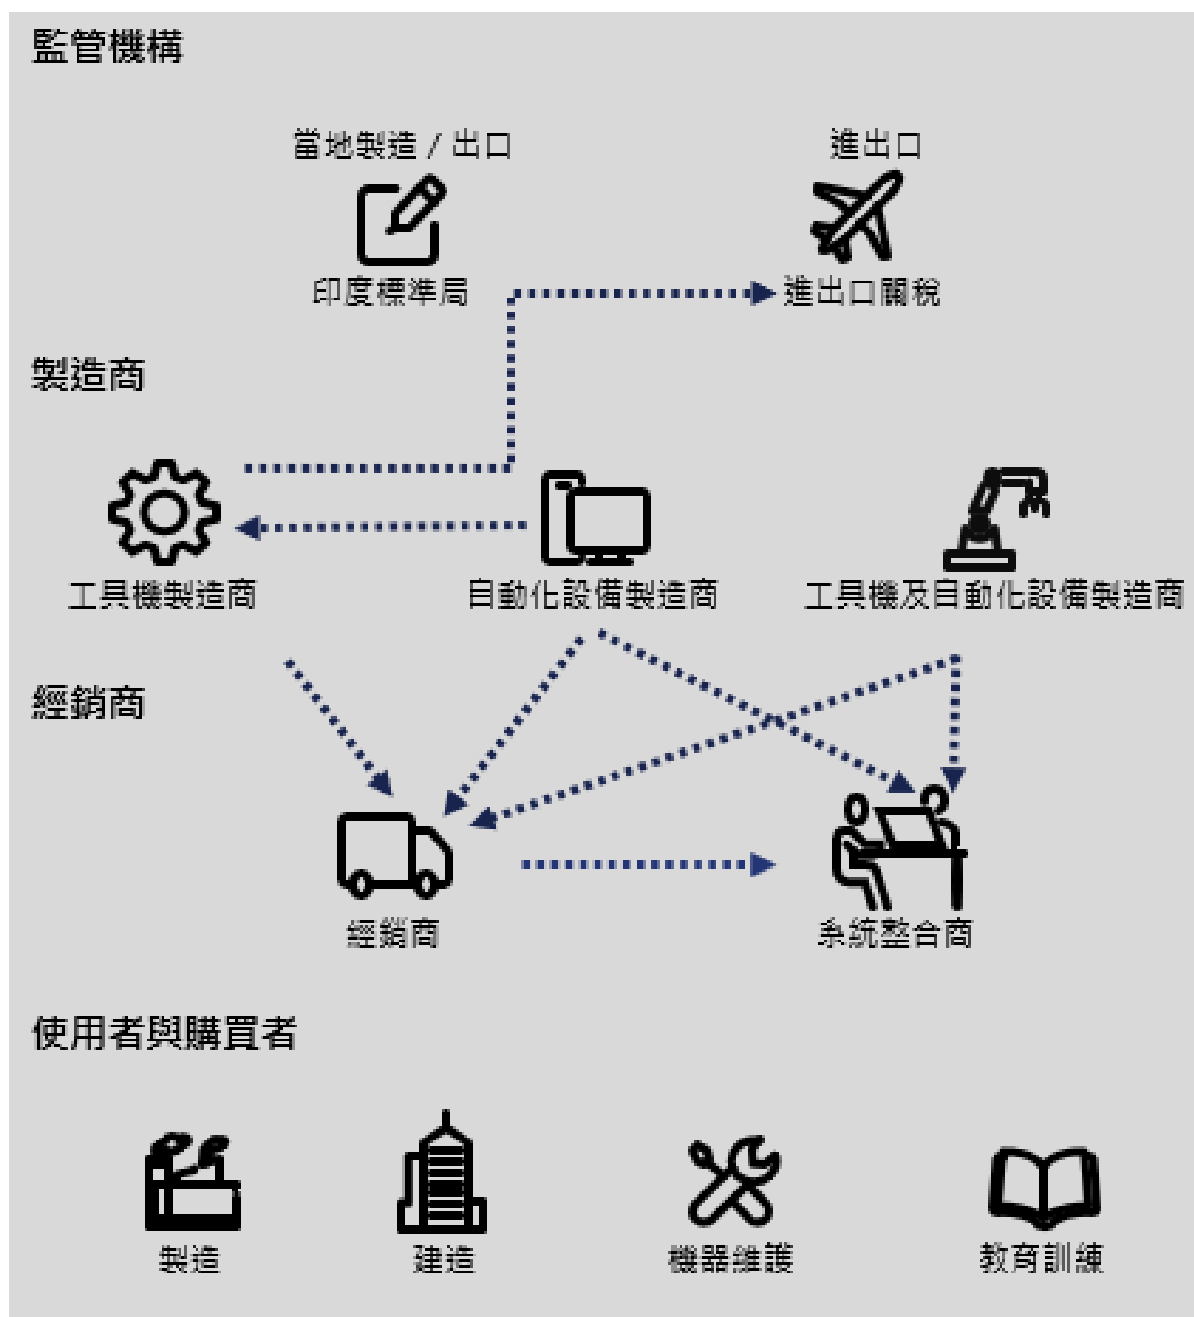 監管機構
當地製造 / 出口
進出口
印度標準局
進出口關稅
製造商
工具機製造商
自動化設備製造商
工具機及自動化設備製造商
經銷商
經銷商
系統整合商
使用者與購買者
製造
建造
機器維護
教育訓練